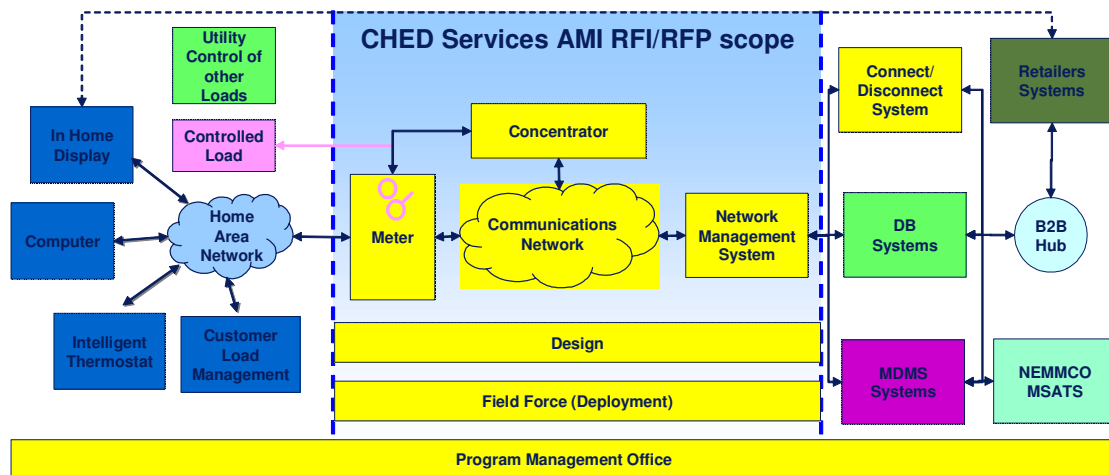 CHED Services AMI RFI/RFP scope
Utility
Control of
other
Loads
Connect/
Disconnect
System
Retailers
Systems
In Home
Display
Controlled
Load
Concentrator
Home
Area
Network
Computer
Meter
Communications
Network
Network
Management
System
DB
Systems
B2B
Hub
Intelligent
Thermostat
Customer
Load
Management
Design
MDMS
Systems
NEMMCO
MSATS
Field Force (Deployment)
Program Management Office